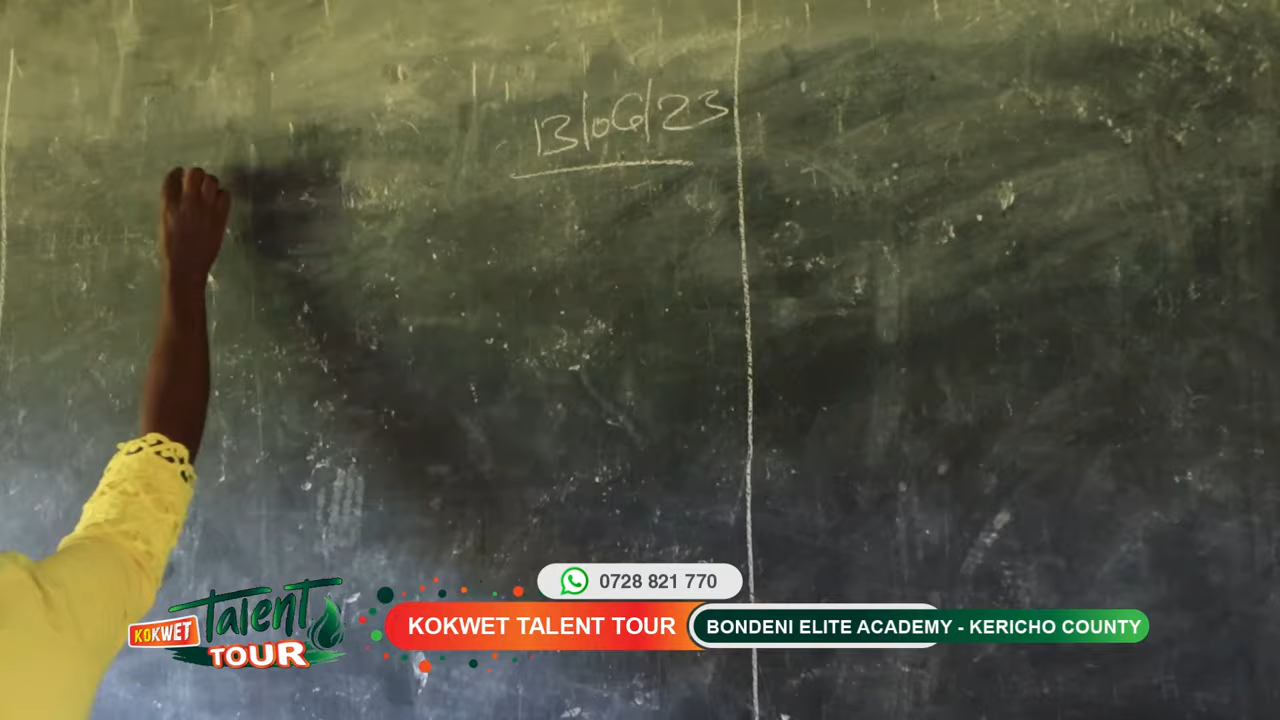 13/06/23
0728 821 770
KOKWET Talent TOUR
KOKWET TALENT TOUR
BONDENI ELITE ACADEMY - KERICHO COUNTY